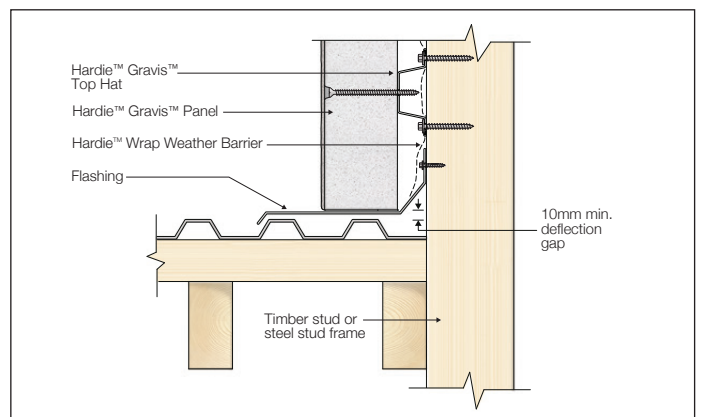 Hardie™ Gravis™
Top Hat
Hardie™ Gravis™ Panel
Hardie™ Wrap Weather Barrier
Flashing
10mm min.
deflection
gap
Timber stud or
steel stud frame